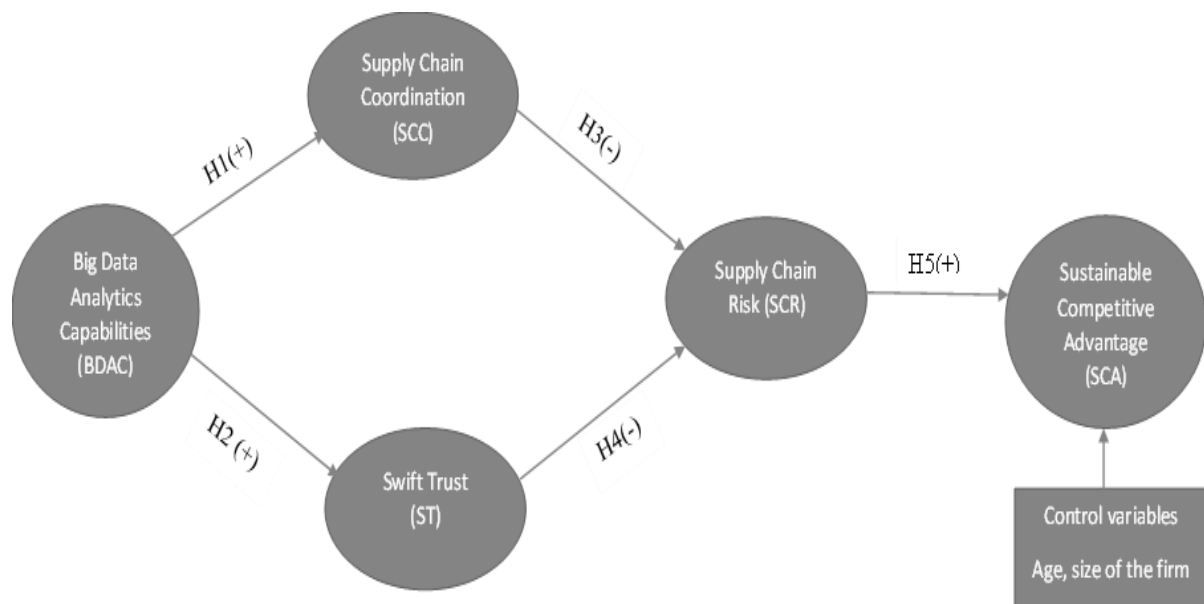 Supply Chain
Coordination
(SCC)
H1(+)
H3(-)
Big Data
Analytics
Capabilities
(BDAC)
Supply Chain
Risk (SCR)
H5(+)
Sustainable
Competitive
Advantage
(SCA)
H2 (+)
H4(-)
Swift Trust
(ST)
Control variables
Age, size of the firm